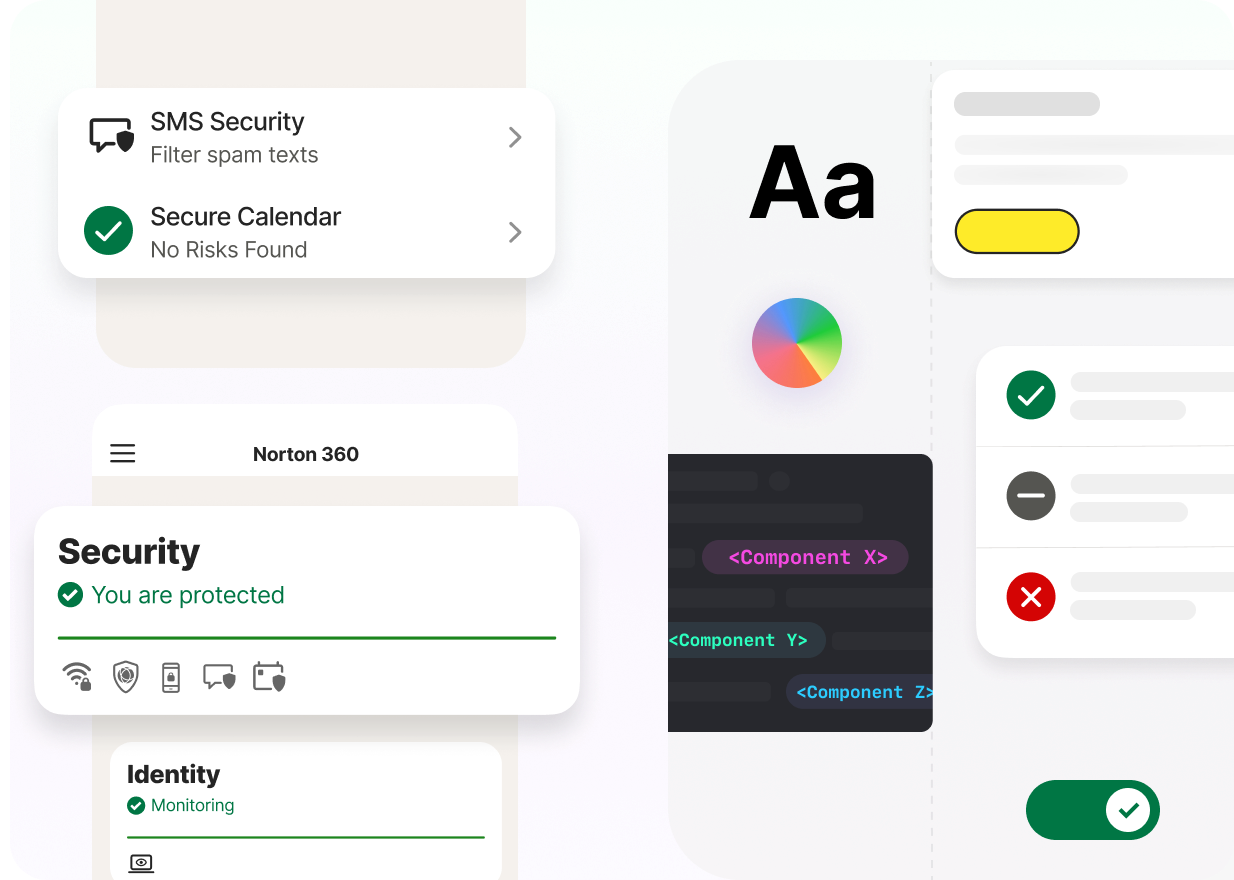 SMS Security
Filter spam texts
Secure Calendar
No Risks Found
Norton 360
Security
You are protected
Identity
Monitoring
Aa
<Component X>
<Component Y>
<Component Z>